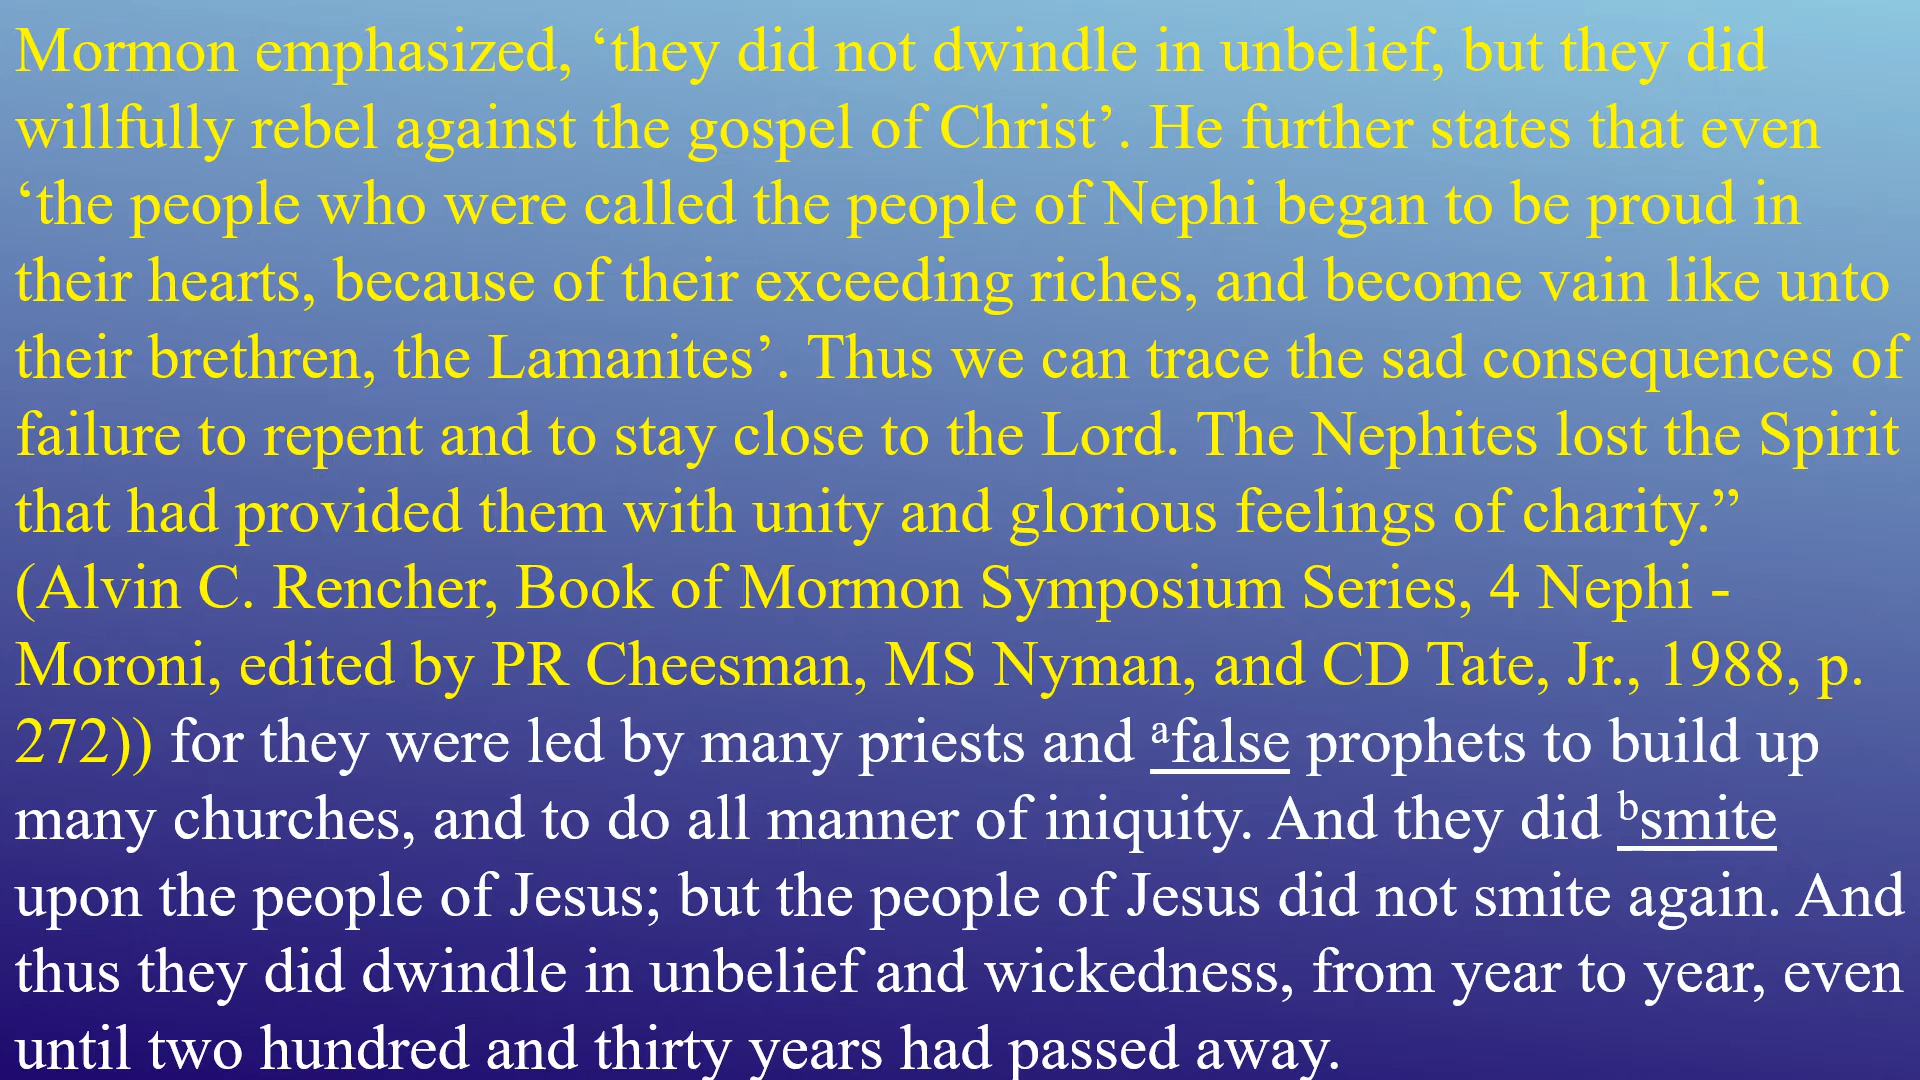 Mormon emphasized, ‘they did not dwindle in unbelief, but they did
willfully rebel against the gospel of Christ’. He further states that even
‘the people who were called the people of Nephi began to be proud in
their hearts, because of their exceeding riches, and become vain like unto
their brethren, the Lamanites’. Thus we can trace the sad consequences of
failure to repent and to stay close to the Lord. The Nephites lost the Spirit
that had provided them with unity and glorious feelings of charity.”
(Alvin C. Rencher, Book of Mormon Symposium Series, 4 Nephi -
Moroni, edited by PR Cheesman, MS Nyman, and CD Tate, Jr., 1988, p.
272)) for they were led by many priests and ᵃfalse prophets to build up
many churches, and to do all manner of iniquity. And they did ᵇsmite
upon the people of Jesus; but the people of Jesus did not smite again. And
thus they did dwindle in unbelief and wickedness, from year to year, even
until two hundred and thirty years had passed away.